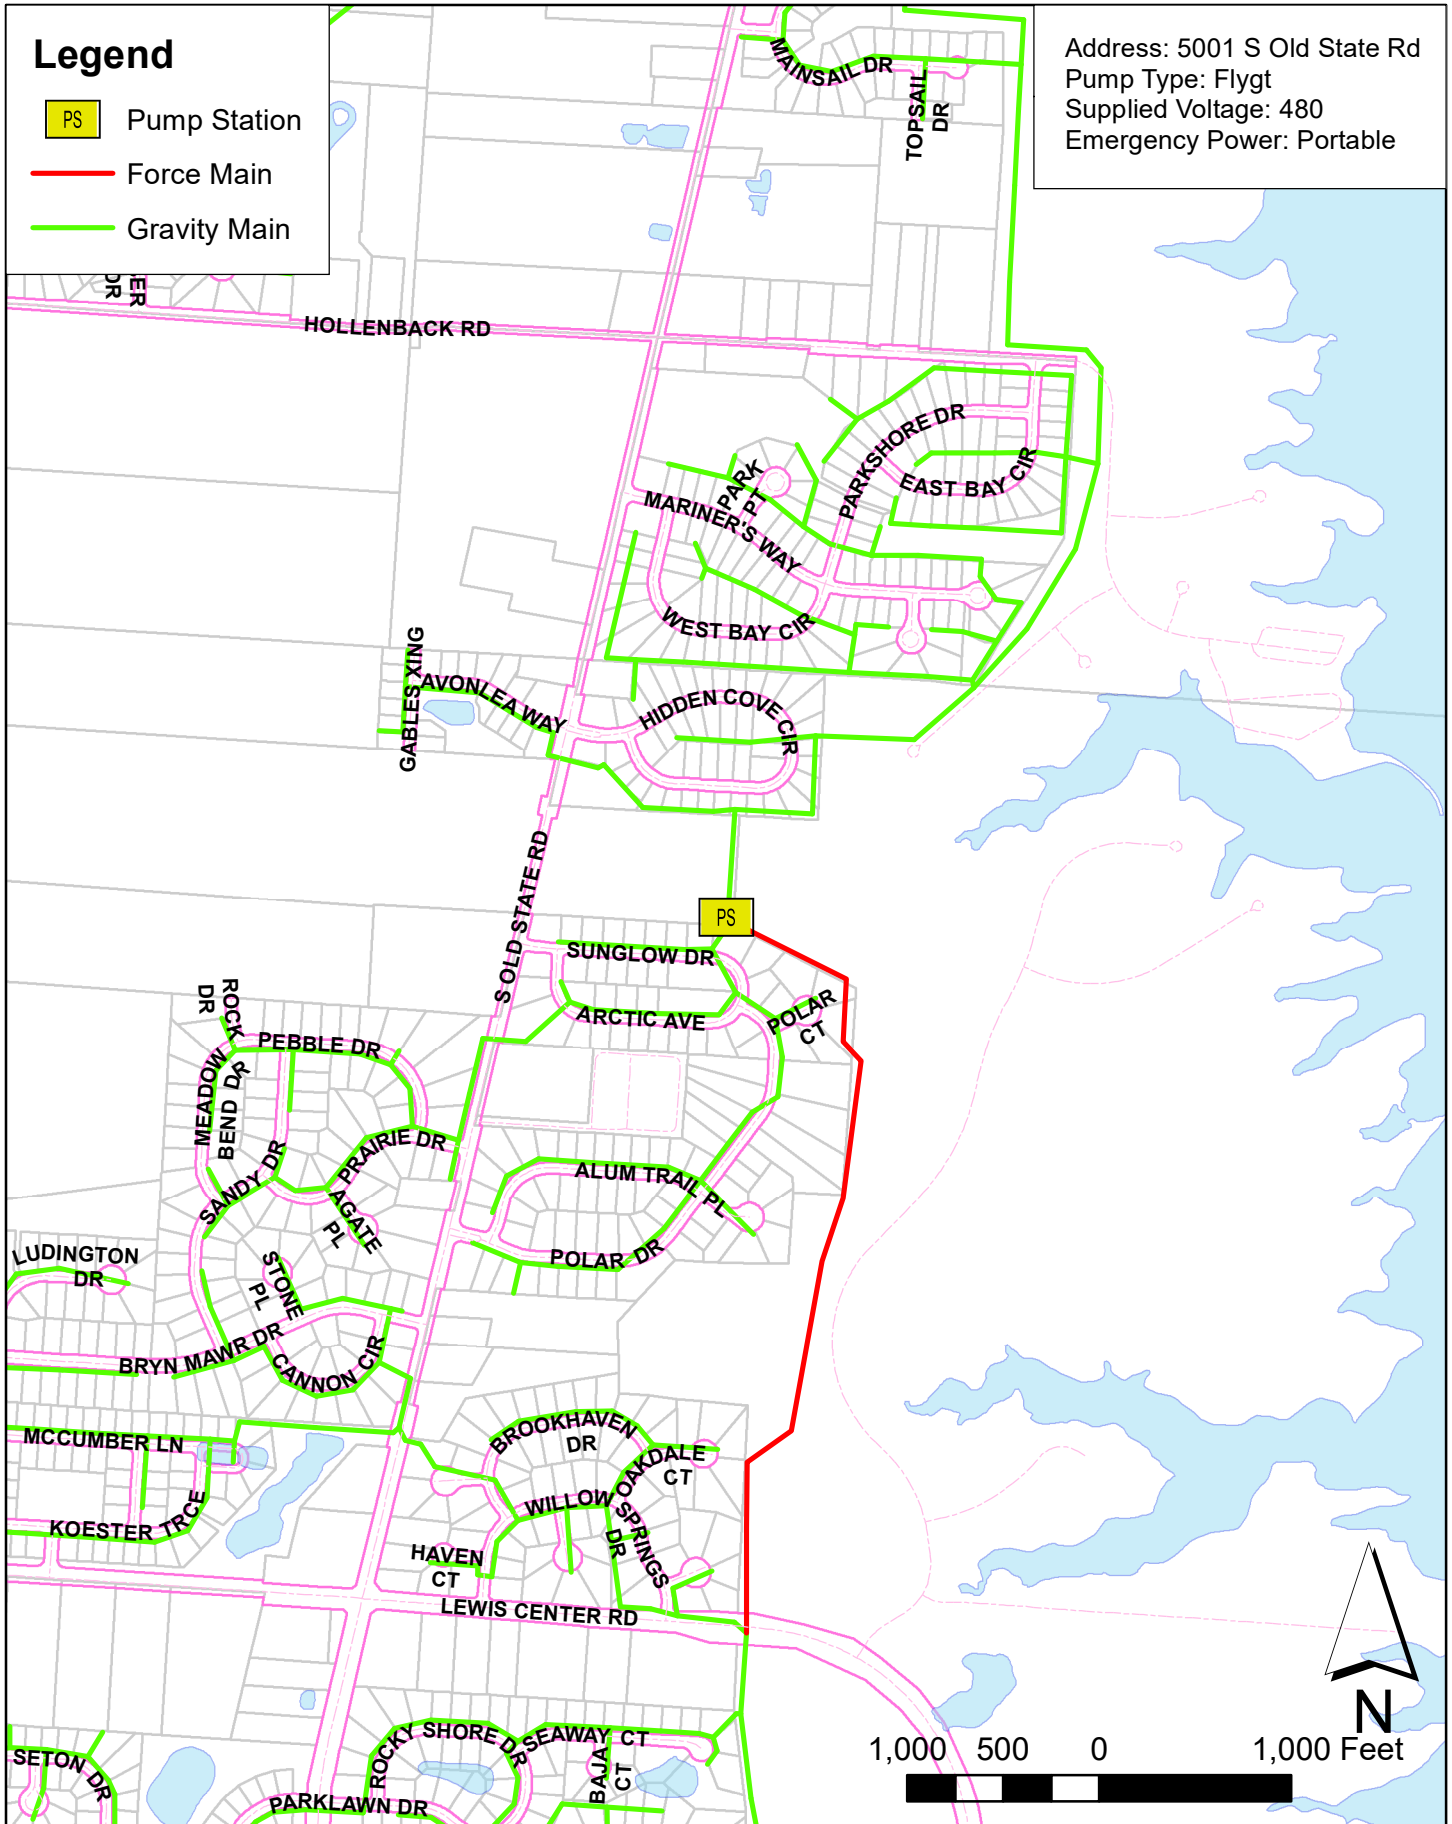 Legend
PS Pump Station
Force Main
Gravity Main
Address: 5001 S Old State Rd
Pump Type: Flygt
Supplied Voltage: 480
Emergency Power: Portable
MAINSAIL DR
TOPSAIL
DR
ER
DR
HOLLENBACK RD
PARKSHORE DR
EAST BAY CIR
PARK
PT
MARINER'S WAY
WEST BAY CIR
GABLES XING
AVONLEA WAY
HIDDEN COVE CIR
S OLD STATE RD
PS
SUNGLOW DR
ARCTIC AVE
POLAR
CT
ROCK
DR
PEBBLE DR
MEADOW
BEND DR
SANDY DR
PRAIRIE DR
AGATE
PL
ALUM TRAIL PL
POLAR DR
LUDINGTON
DR
STONE
PL
BRYN MAWR DR
CANNON CIR
MCCUMBER LN
KOESTER TRCE
BROOKHAVEN
DR
OAKDALE
CT
WILLOW
SPRINGS
DR
HAVEN
CT
LEWIS CENTER RD
ROCKY SHORE DR
SEAWAY CT
BAJA
CT
SETON DR
PARKLAWN DR
N
1,000 500 0 1,000 Feet